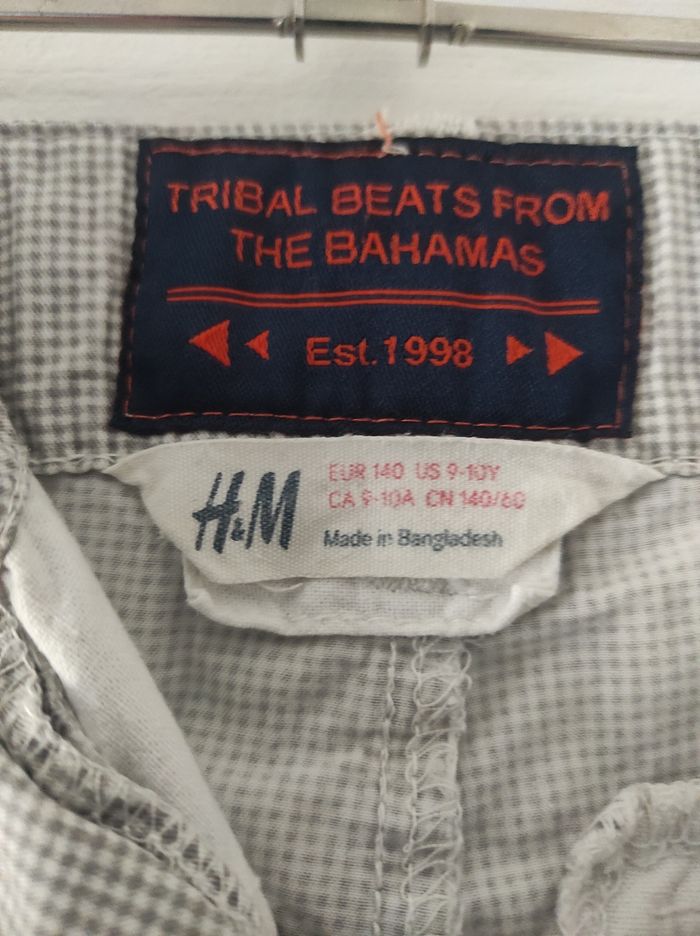 TRIBAL BEATS FROM
THE BAHAMAS
Est.1998
H&M
EUR 140 US 9-10Y
CA 9-10A CN 140/60
Made in Bangladesh